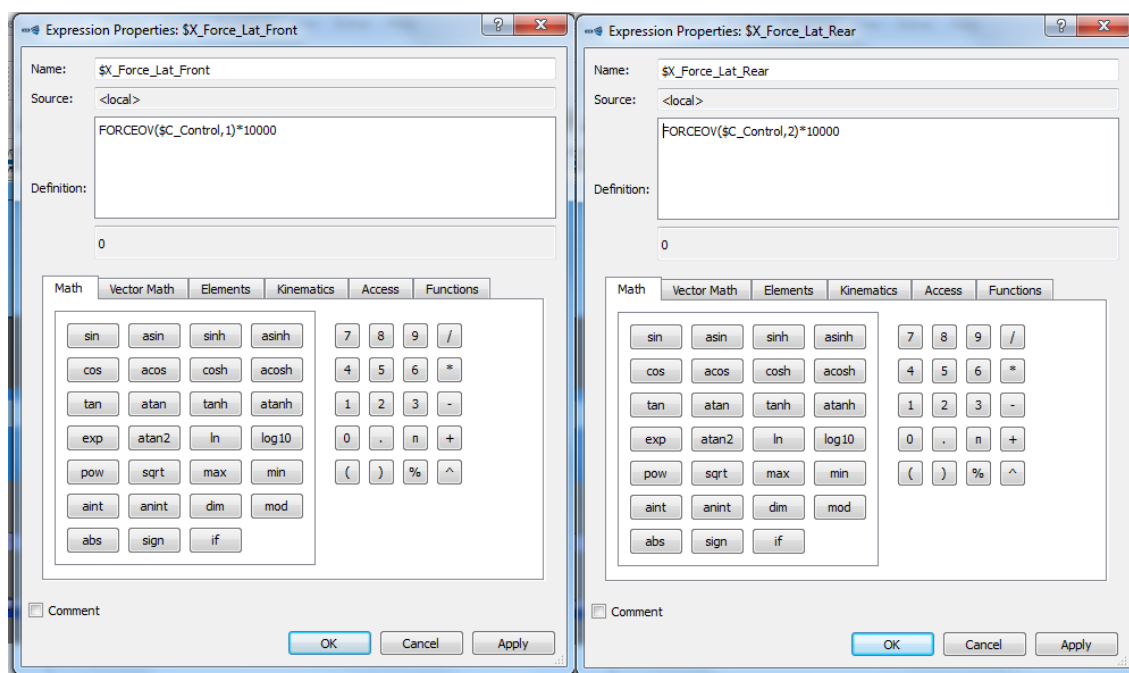 Expression Properties: $X_Force_Lat_Front
?
X
Name:
$X_Force_Lat_Front
Source:
<local>
Definition:
FORCEOV($C_Control,1)*10000
0
Math Vector Math Elements Kinematics Access Functions
sin asin sinh asinh 7 8 9 /
cos acos cosh acosh 4 5 6 *
tan atan tanh atanh 1 2 3 -
exp atan2 ln log10 0 . π +
pow sqrt max min ( ) % ^
aint anint dim mod
abs sign if
Comment
OK Cancel Apply
Expression Properties: $X_Force_Lat_Rear
?
X
Name:
$X_Force_Lat_Rear
Source:
<local>
Definition:
FORCEOV($C_Control,2)*10000
0
Math Vector Math Elements Kinematics Access Functions
sin asin sinh asinh 7 8 9 /
cos acos cosh acosh 4 5 6 *
tan atan tanh atanh 1 2 3 -
exp atan2 ln log10 0 . π +
pow sqrt max min ( ) % ^
aint anint dim mod
abs sign if
Comment
OK Cancel Apply